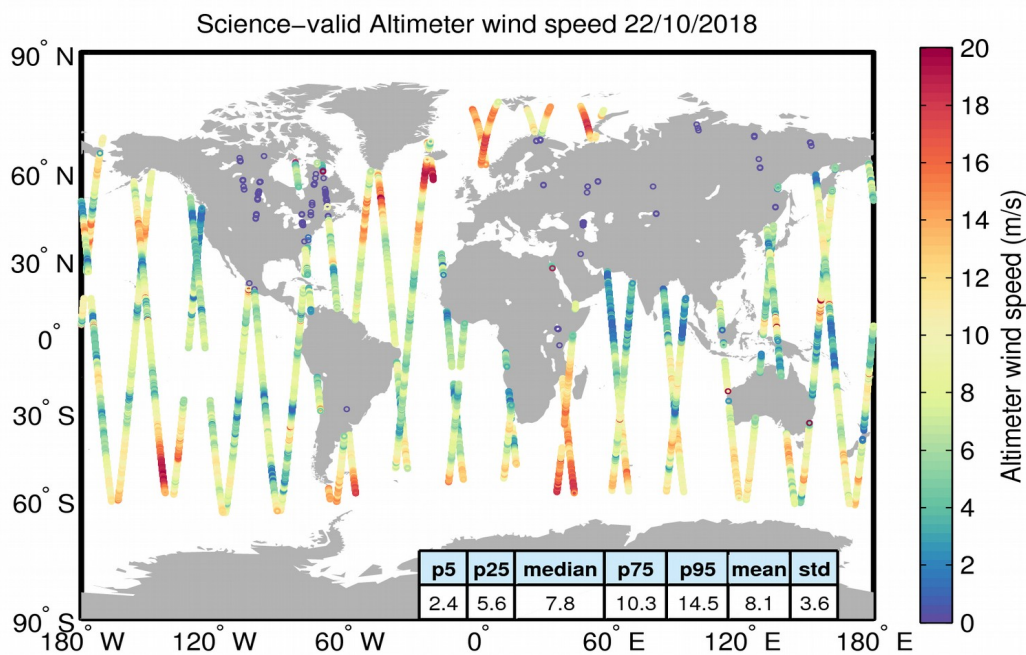 Science−valid Altimeter wind speed 22/10/2018
90° N
60° N
30° N
0°
30° S
60° S
90° S
180° W
120° W
60° W
0°
60° E
120° E
180° E
p5 p25 median p75 p95 mean std
2.4 5.6 7.8 10.3 14.5 8.1 3.6
20
18
16
14
12
10
8
6
4
2
0
Altimeter wind speed (m/s)